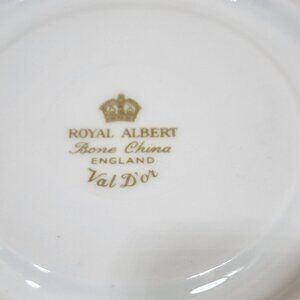 ROYAL ALBERT
Bone China
ENGLAND
Val D'or